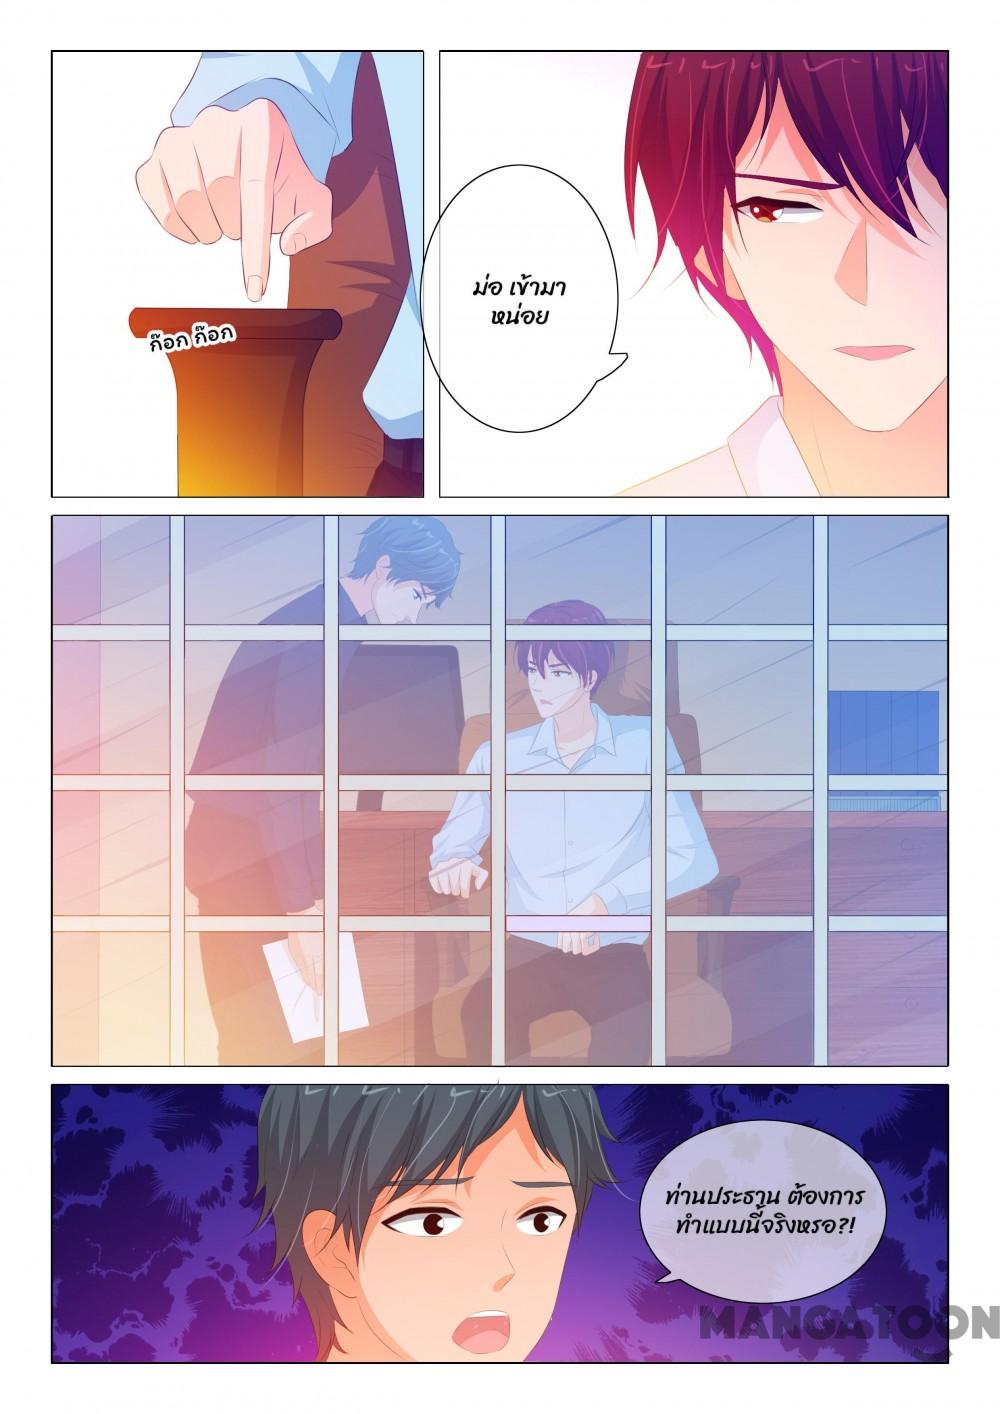 ก๊อก ก๊อก
ม่อ เข้ามา
หน่อย
ท่านประธาน ต้องการ
ทำแบบนี้จริงหรอ?!
MANGATOON